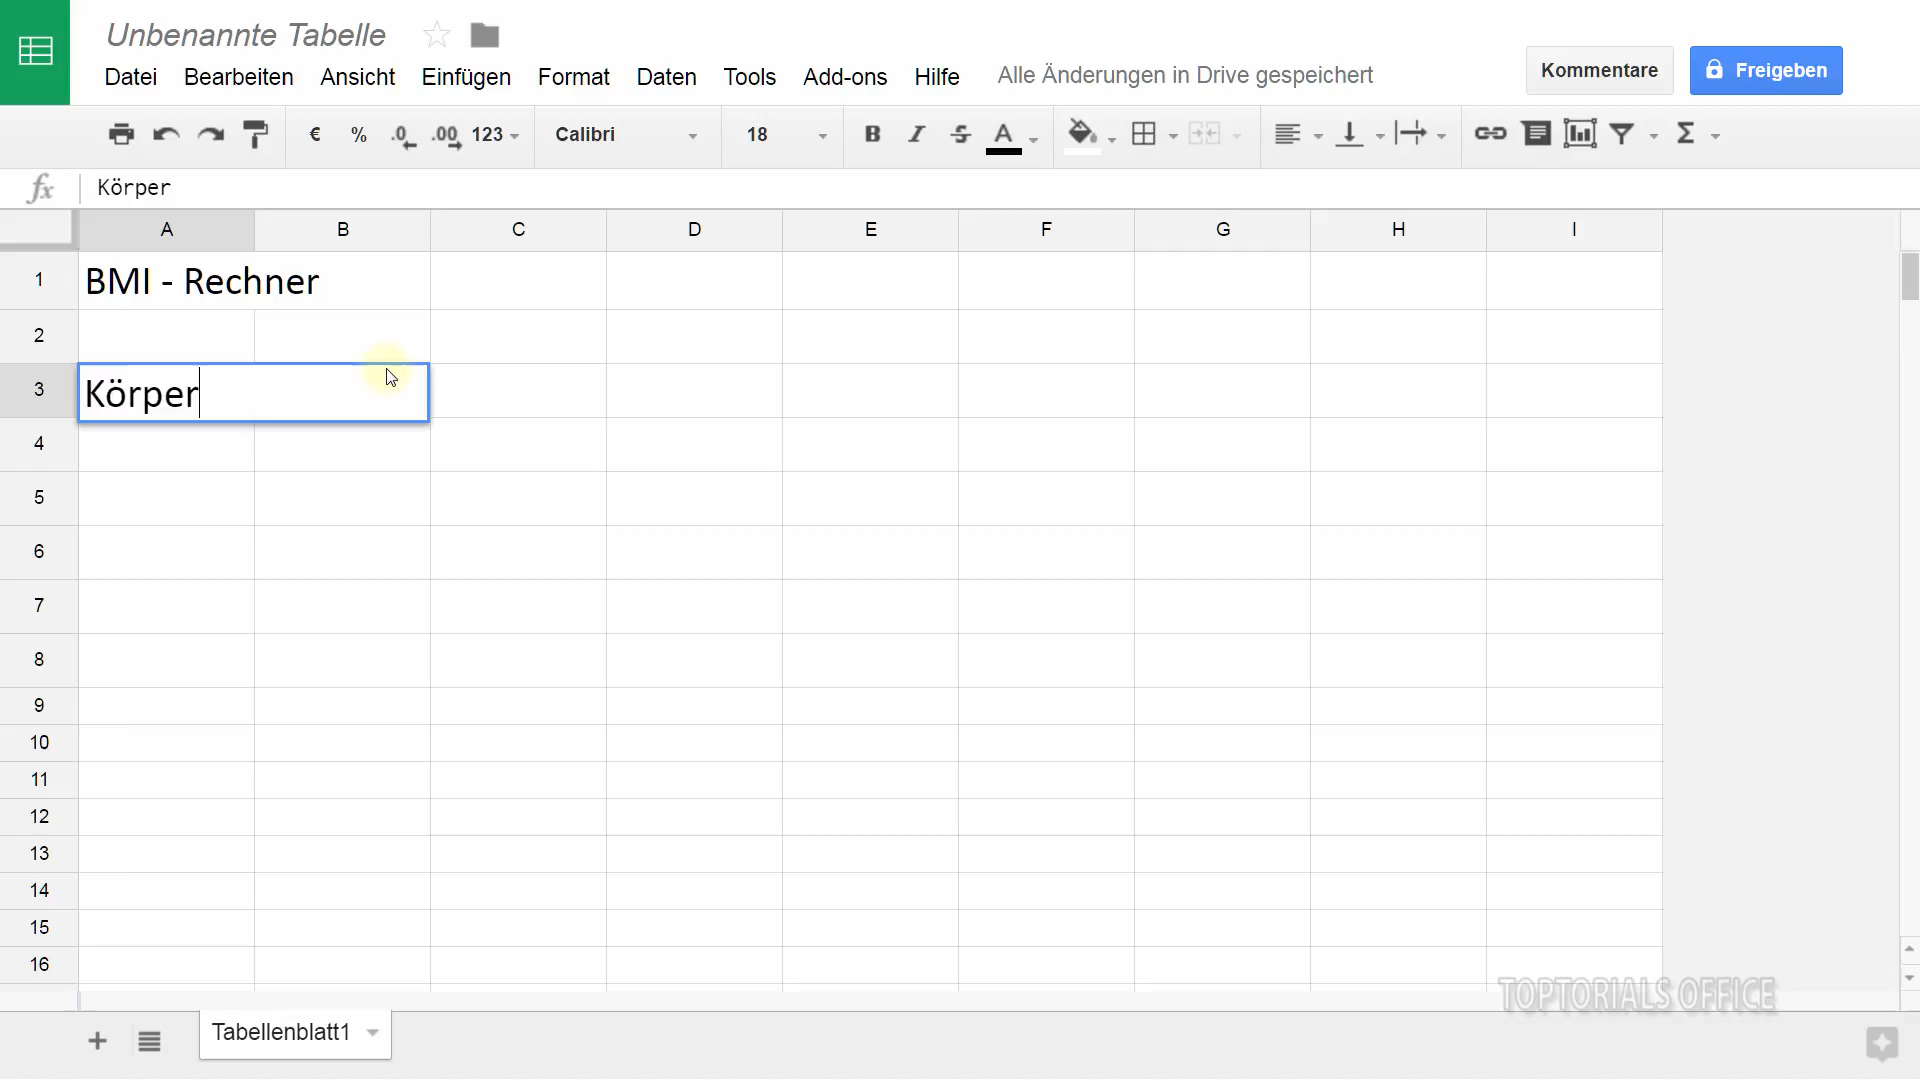 Unbenannte Tabelle
Datei Bearbeiten Ansicht Einfügen Format Daten Tools Add-ons Hilfe Alle Änderungen in Drive gespeichert
Kommentare Freigeben
€ % .0 .00 123 Calibri 18 B I S A Σ
fx Körper
A B C D E F G H I
1 BMI - Rechner
2
3 Körper
4
5
6
7
8
9
10
11
12
13
14
15
16
TOPTORIALS OFFICE
+ Tabellenblatt1